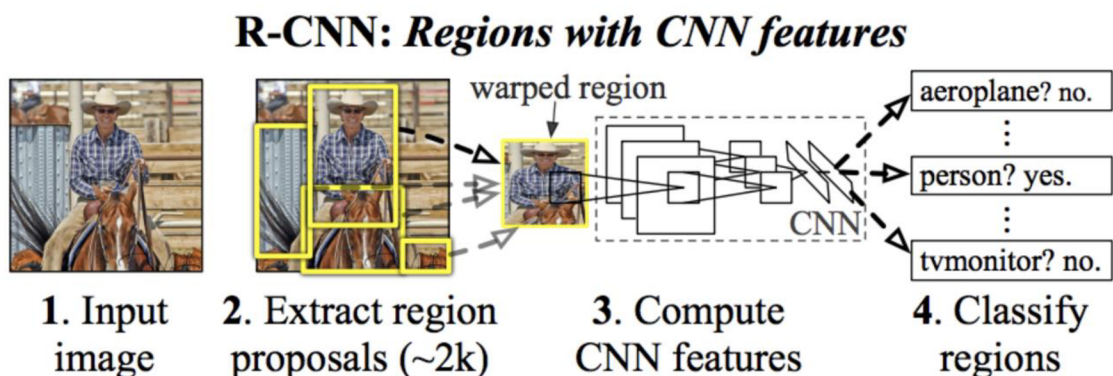 R-CNN: Regions with CNN features
warped region
aeroplane? no.
⋮
person? yes.
⋮
tvmonitor? no.
CNN
1. Input
image
2. Extract region
proposals (~2k)
3. Compute
CNN features
4. Classify
regions